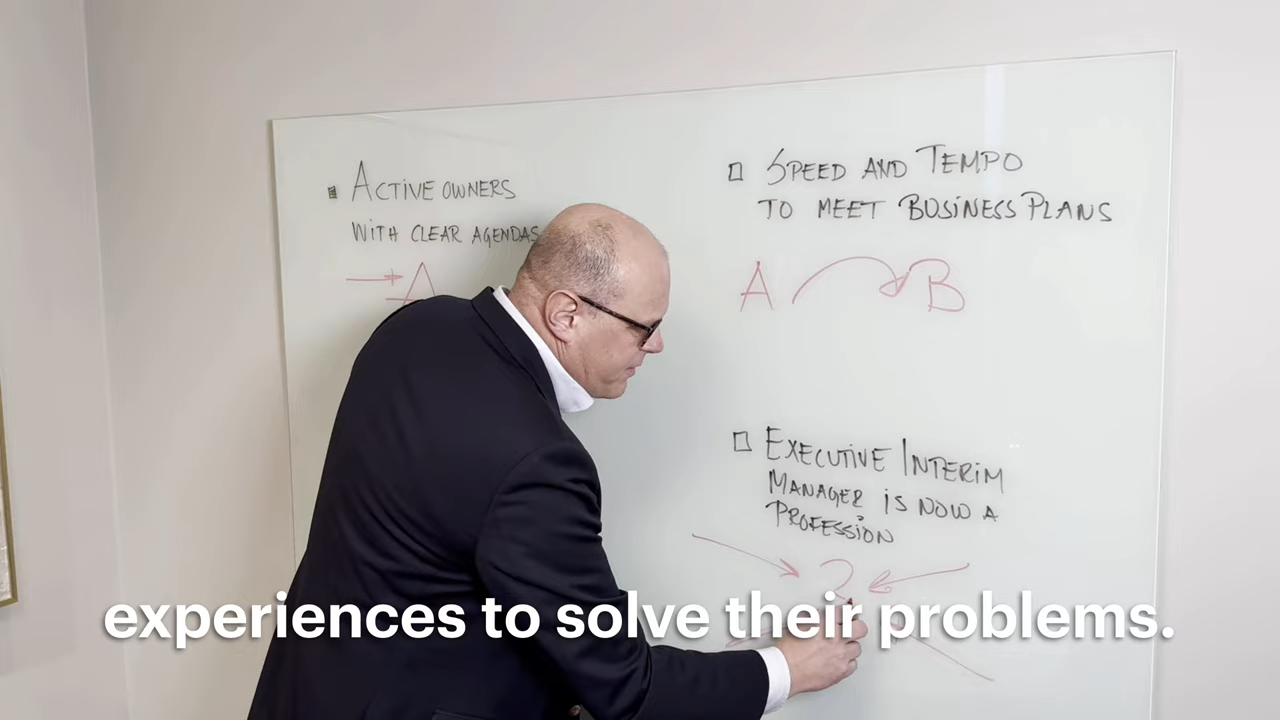 ACTIVE OWNERS
WITH CLEAR AGENDAS
A
SPEED AND TEMPO
TO MEET BUSINESS PLANS
A B
EXECUTIVE INTERIM
MANAGER IS NOW A
PROFESSION
?
experiences to solve their problems.